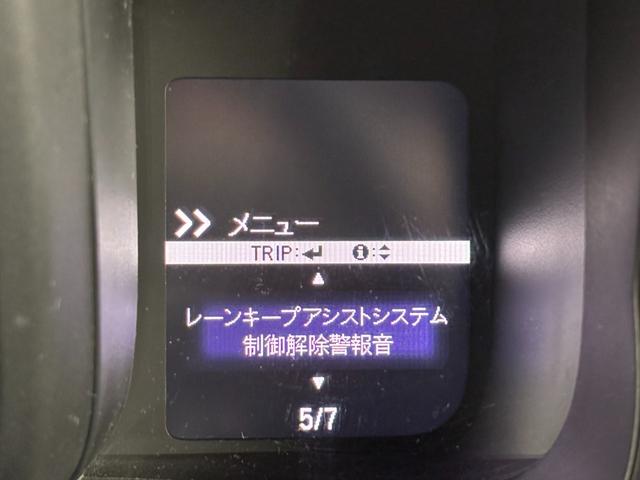 >> メニュー
TRIP:↵ ℹ:⬍
▲
レーンキープアシストシステム
制御解除警報音
▼
5/7